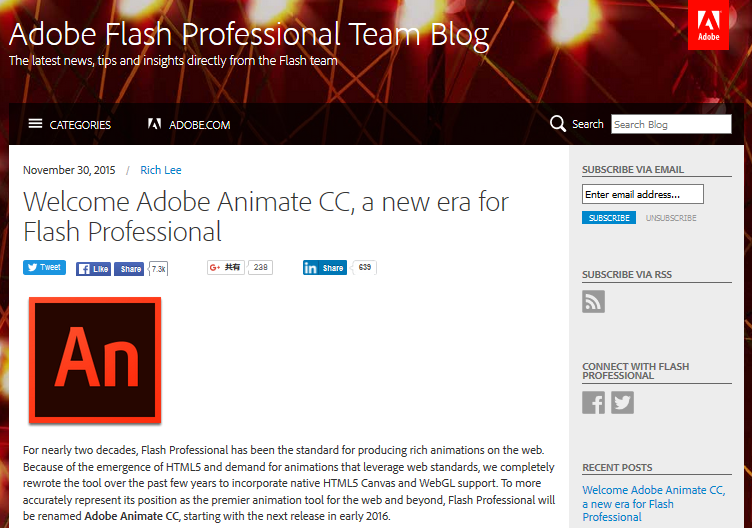 Adobe Flash Professional Team Blog
The latest news, tips and insights directly from the Flash team
Adobe
CATEGORIES
ADOBE.COM
Search
Search Blog
November 30, 2015 / Rich Lee
Welcome Adobe Animate CC, a new era for
Flash Professional
Tweet
Like
Share
7.3k
G+
共有
238
in
Share
639
An
For nearly two decades, Flash Professional has been the standard for producing rich animations on the web.
Because of the emergence of HTML5 and demand for animations that leverage web standards, we completely
rewrote the tool over the past few years to incorporate native HTML5 Canvas and WebGL support. To more
accurately represent its position as the premier animation tool for the web and beyond, Flash Professional will
be renamed Adobe Animate CC, starting with the next release in early 2016.
SUBSCRIBE VIA EMAIL
Enter email address...
SUBSCRIBE
UNSUBSCRIBE
SUBSCRIBE VIA RSS
CONNECT WITH FLASH
PROFESSIONAL
RECENT POSTS
Welcome Adobe Animate CC,
a new era for Flash
Professional